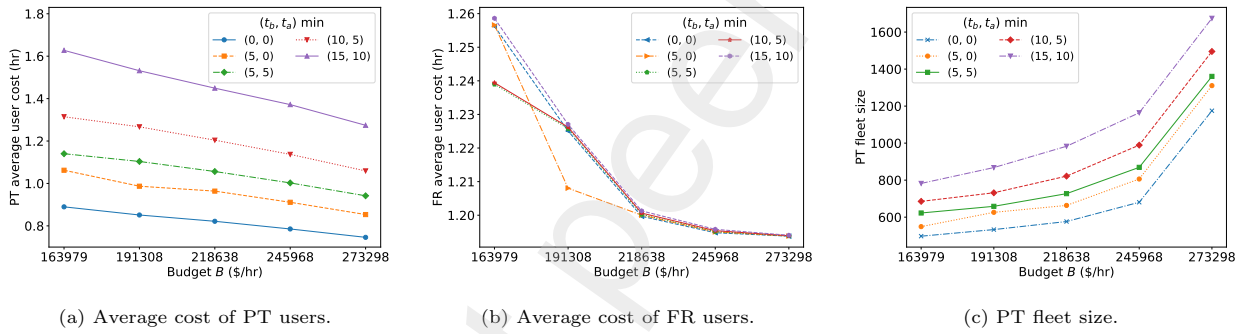 PT average user cost (hr)
1.8
1.6
1.4
1.2
1.0
0.8
(t_b, t_a) min
(0, 0)
(5, 0)
(5, 5)
(10, 5)
(15, 10)
163979 191308 218638 245968 273298
Budget B ($/hr)
(a) Average cost of PT users.
FR average user cost (hr)
1.26
1.25
1.24
1.23
1.22
1.21
1.20
(t_b, t_a) min
(0, 0)
(5, 0)
(5, 5)
(10, 5)
(15, 10)
163979 191308 218638 245968 273298
Budget B ($/hr)
(b) Average cost of FR users.
PT fleet size
1600
1400
1200
1000
800
600
(t_b, t_a) min
(0, 0)
(5, 0)
(5, 5)
(10, 5)
(15, 10)
163979 191308 218638 245968 273298
Budget B ($/hr)
(c) PT fleet size.
peer